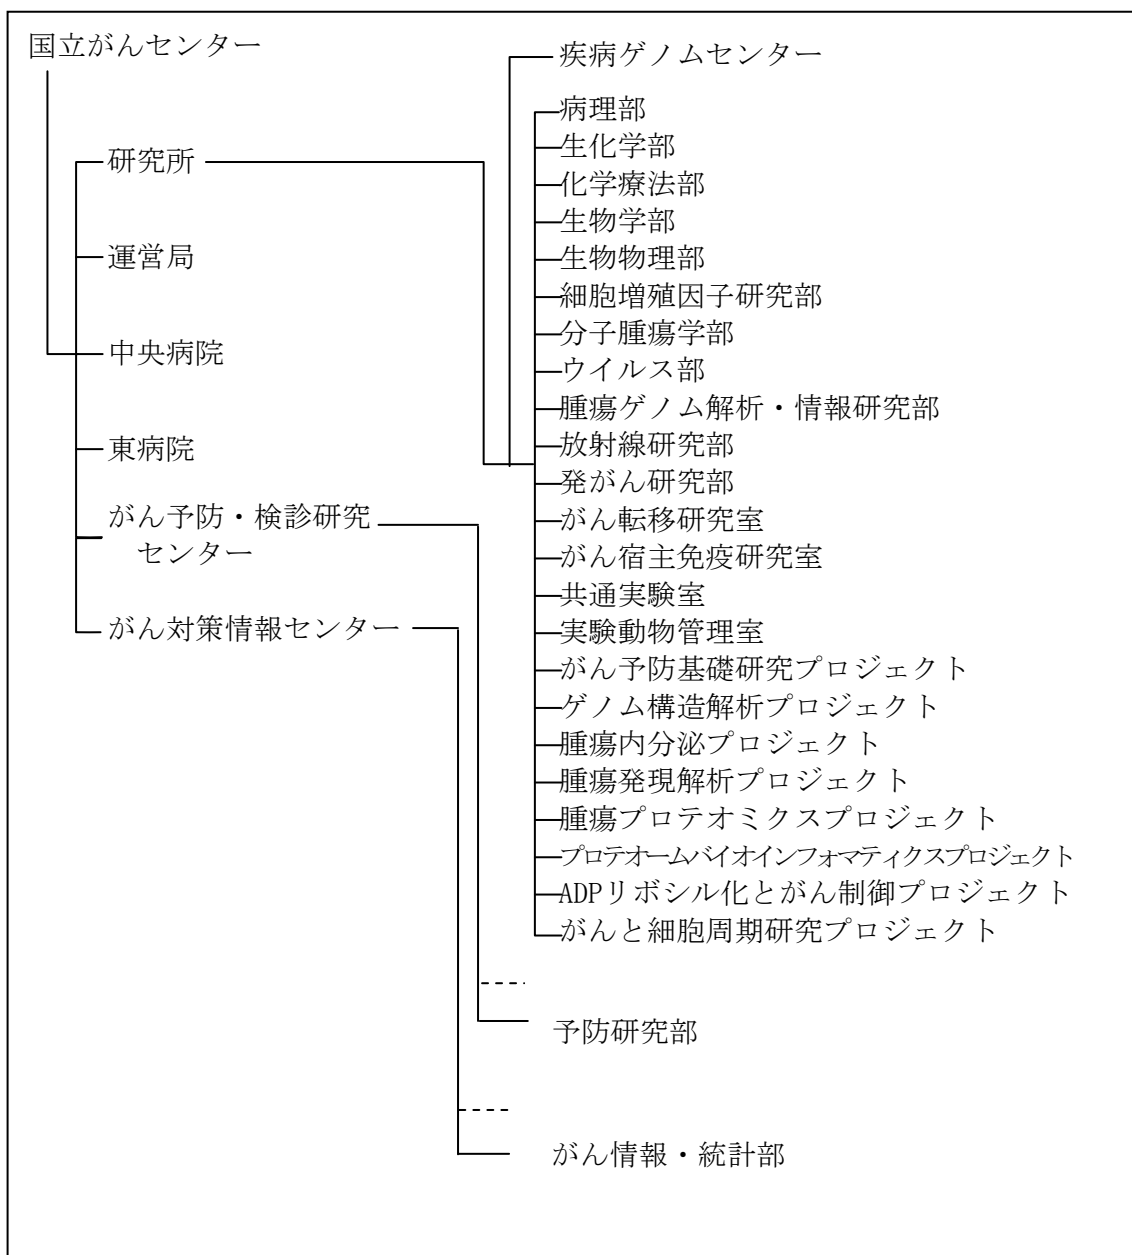 国立がんセンター
研究所
運営局
中央病院
東病院
がん予防・検診研究
センター
がん対策情報センター
疾病ゲノムセンター
病理部
生化学部
化学療法部
生物学部
生物物理部
細胞増殖因子研究部
分子腫瘍学部
ウイルス部
腫瘍ゲノム解析・情報研究部
放射線研究部
発がん研究部
がん転移研究室
がん宿主免疫研究室
共通実験室
実験動物管理室
がん予防基礎研究プロジェクト
ゲノム構造解析プロジェクト
腫瘍内分泌プロジェクト
腫瘍発現解析プロジェクト
腫瘍プロテオミクスプロジェクト
プロテオームバイオインフォマティクスプロジェクト
ADPリボシル化とがん制御プロジェクト
がんと細胞周期研究プロジェクト
予防研究部
がん情報・統計部